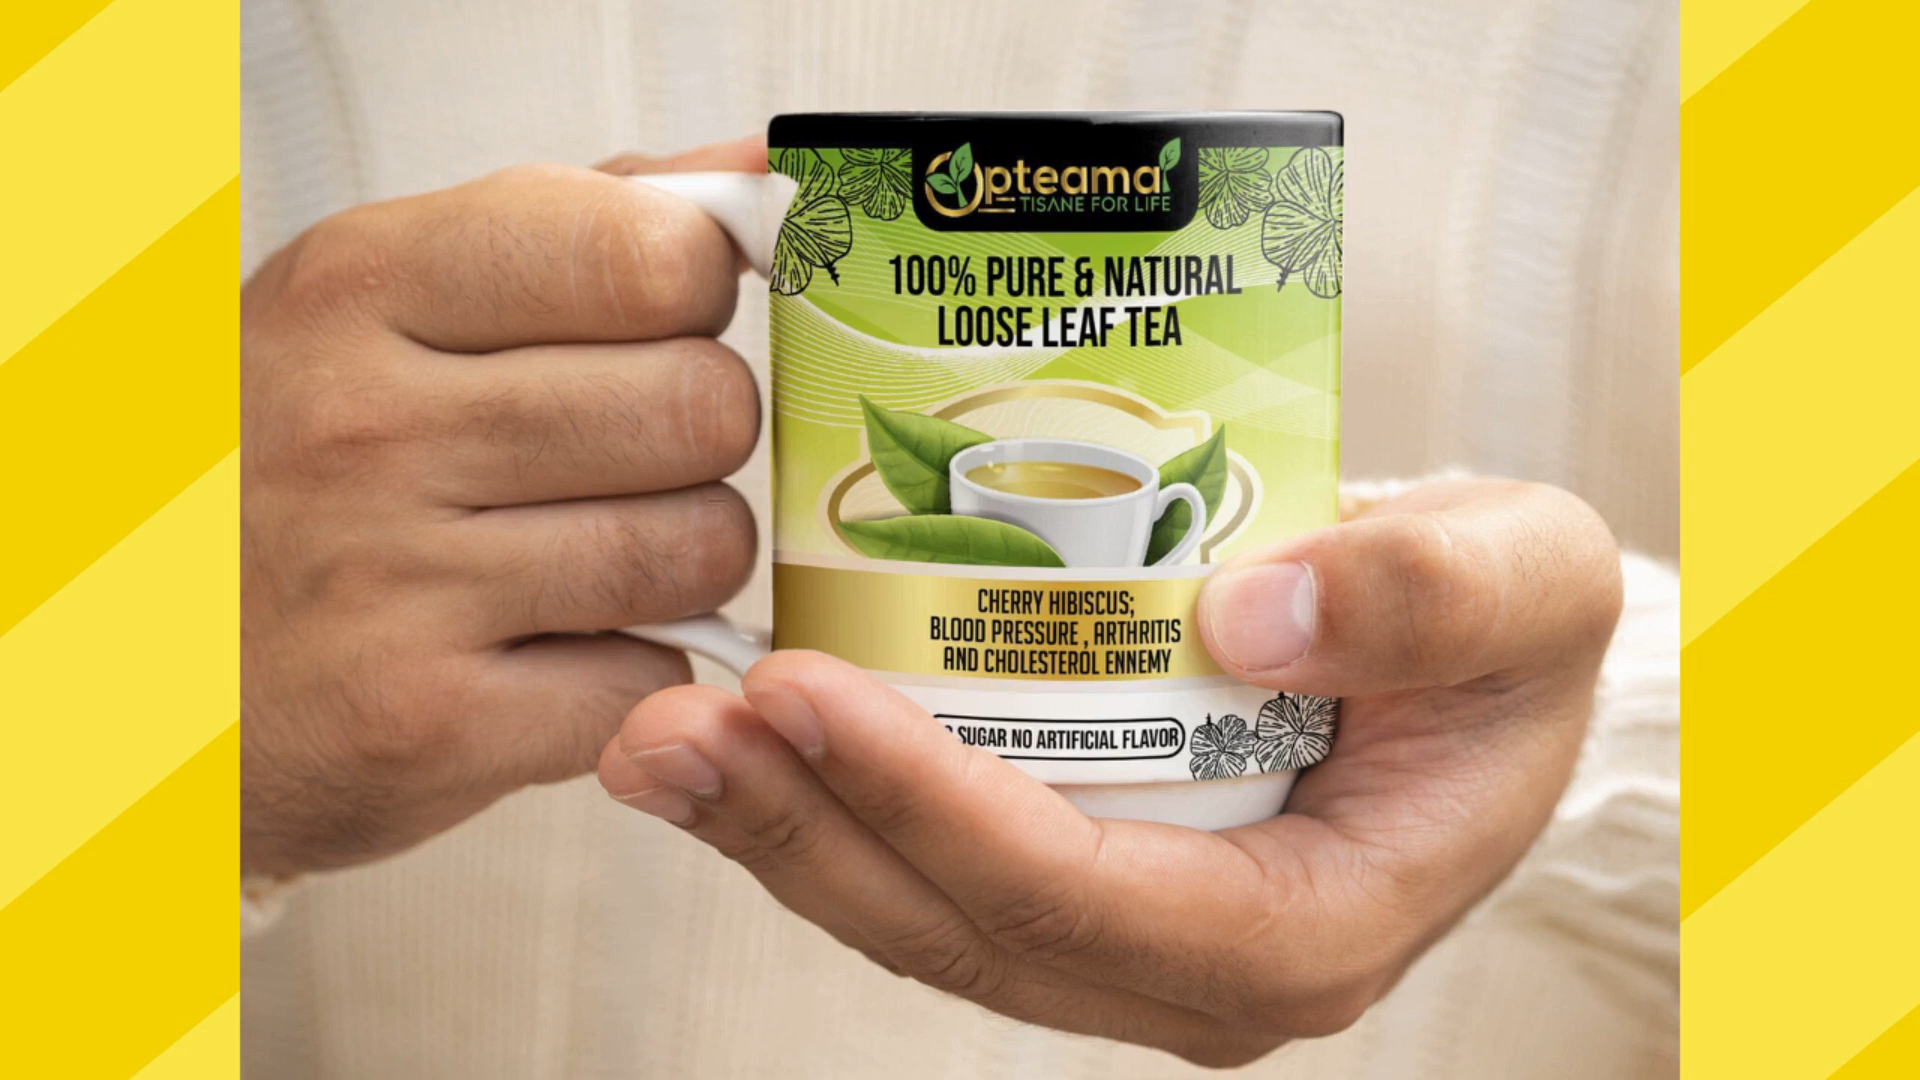 Opteama
TISANE FOR LIFE
100% PURE & NATURAL
LOOSE LEAF TEA
CHERRY HIBISCUS;
BLOOD PRESSURE , ARTHRITIS
AND CHOLESTEROL ENNEMY
SUGAR NO ARTIFICIAL FLAVOR